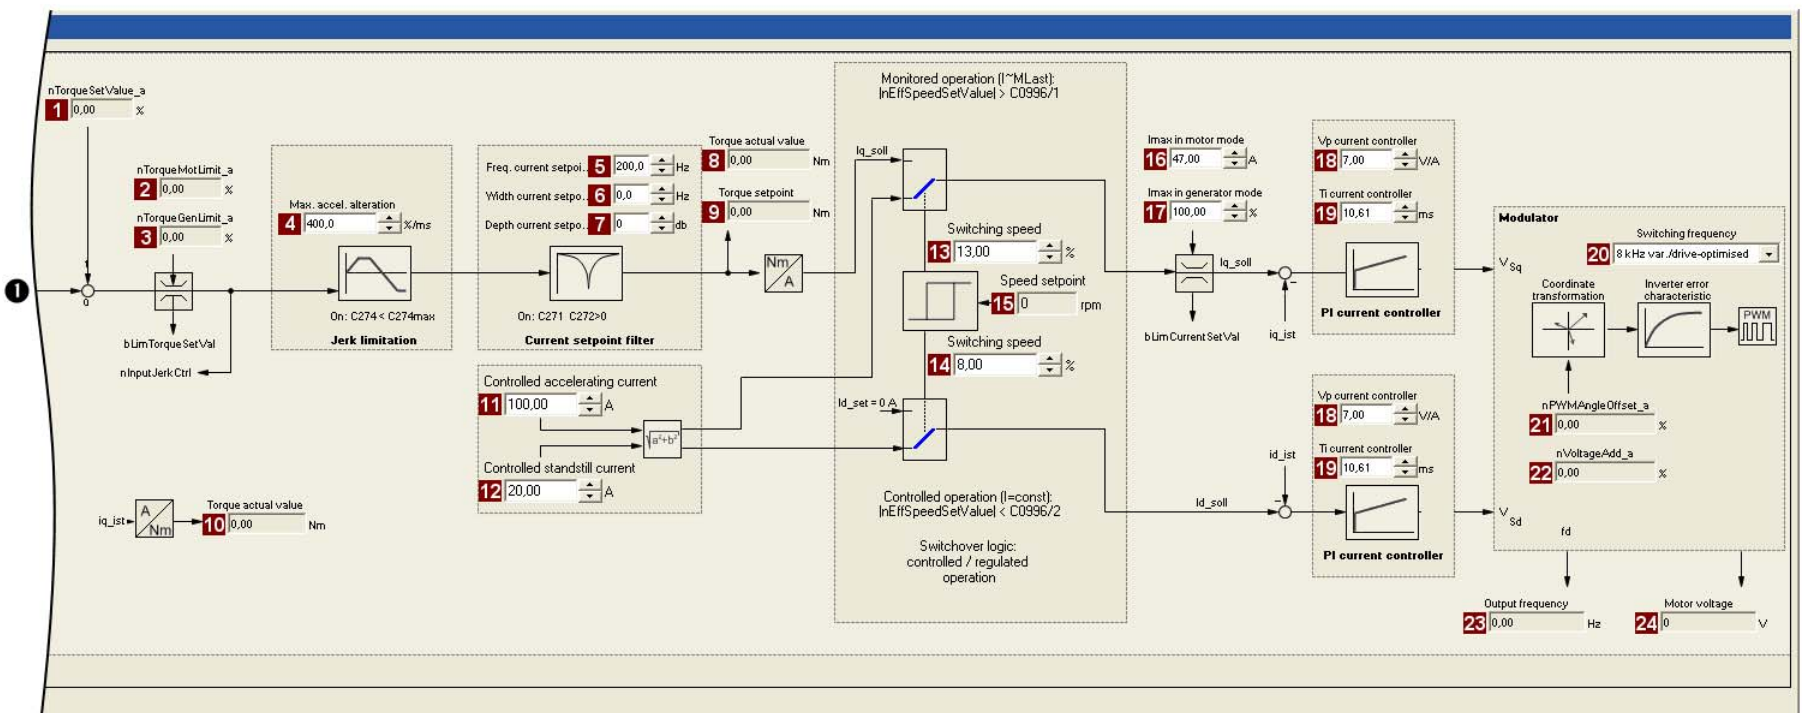 nTorqueSetValue_a
1 0,00 %
nTorqueMotLimit_a
2 0,00 %
nTorqueGenLimit_a
3 0,00 %
1
0
bLimTorqueSetVal
nInputJerkCtrl
Max. accel. alteration
4 400,0 %/ms
On: C274 < C274max
Jerk limitation
Freq. current setpoi.. 5 200,0 Hz
Width current setpo.. 6 0,0 Hz
Depth current setpo.. 7 0 db
On: C271 C272>0
Current setpoint filter
Torque actual value
8 0,00 Nm
Torque setpoint
9 0,00 Nm
Nm
A
iq_ist
A
Nm
Torque actual value
10 0,00 Nm
Controlled accelerating current
11 100,00 A
Controlled standstill current
12 20,00 A
√a²+b²
Monitored operation (I~MLast):
|nEffSpeedSetValue| > C0996/1
Iq_soll
Switching speed
13 13,00 %
Speed setpoint
15 0 rpm
Switching speed
14 8,00 %
Id_set = 0 A
Controlled operation (I=const):
|nEffSpeedSetValue| < C0996/2
Switchover logic:
controlled / regulated
operation
Imax in motor mode
16 47,00 A
Imax in generator mode
17 100,00 %
Iq_soll
bLimCurrentSetVal
-
iq_ist
Vp current controller
18 7,00 V/A
Ti current controller
19 10,61 ms
PI current controller
id_ist
-
Id_soll
Vp current controller
18 7,00 V/A
Ti current controller
19 10,61 ms
PI current controller
Modulator
Switching frequency
20 8 kHz var./drive-optimised
V Sq
Coordinate
transformation
Inverter error
characteristic
PWM
nPWMAngleOffset_a
21 0,00 %
nVoltageAdd_a
22 0,00 %
V Sd
fd
Output frequency
23 0,00 Hz
Motor voltage
24 0 V